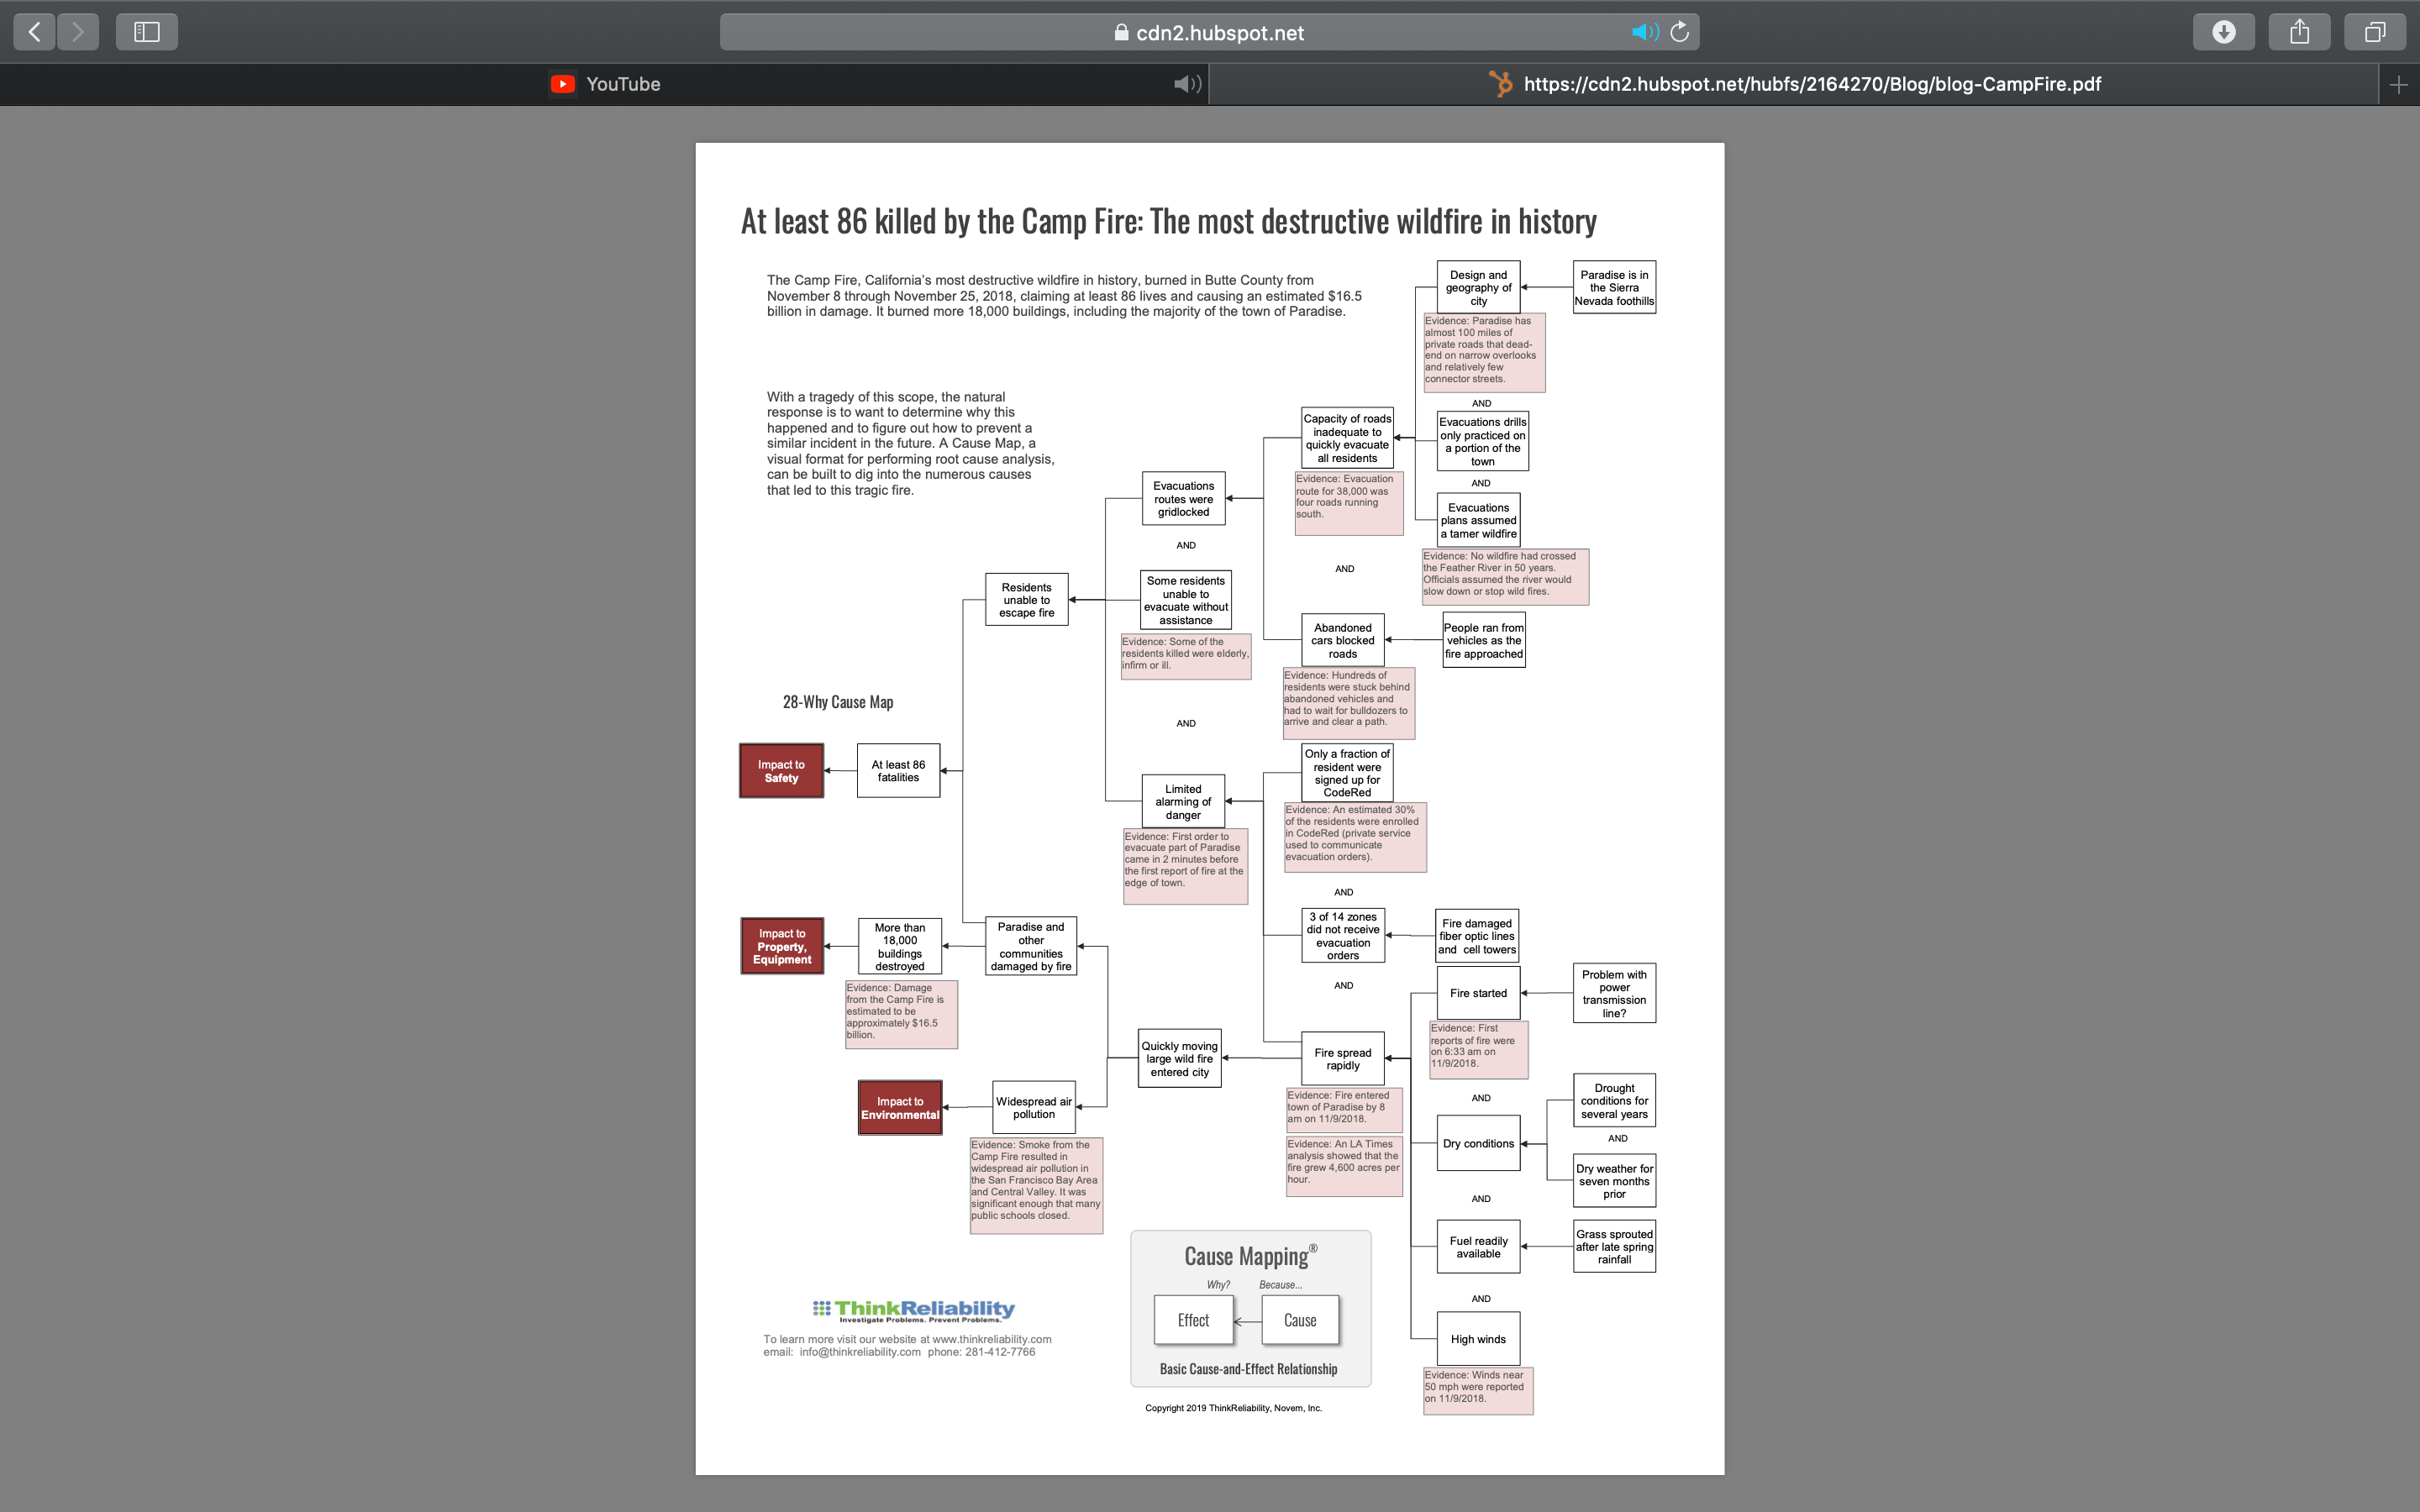 cdn2.hubspot.net
YouTube
https://cdn2.hubspot.net/hubfs/2164270/Blog/blog-CampFire.pdf
At least 86 killed by the Camp Fire: The most destructive wildfire in history
The Camp Fire, California's most destructive wildfire in history, burned in Butte County from
November 8 through November 25, 2018, claiming at least 86 lives and causing an estimated $16.5
billion in damage. It burned more 18,000 buildings, including the majority of the town of Paradise.
With a tragedy of this scope, the natural
response is to want to determine why this
happened and to figure out how to prevent a
similar incident in the future. A Cause Map, a
visual format for performing root cause analysis,
can be built to dig into the numerous causes
that led to this tragic fire.
Design and
geography of
city
Paradise is in
the Sierra
Nevada foothills
Evidence: Paradise has
almost 100 miles of
private roads that dead-
end on narrow overlooks
and relatively few
connector streets.
AND
Capacity of roads
inadequate to
quickly evacuate
all residents
Evacuations drills
only practiced on
a portion of the
town
Evidence: Evacuation
route for 38,000 was
four roads running
south.
AND
Evacuations
plans assumed
a tamer wildfire
Evidence: No wildfire had crossed
the Feather River in 50 years.
Officials assumed the river would
slow down or stop wild fires.
Evacuations
routes were
gridlocked
AND
AND
Residents
unable to
escape fire
Some residents
unable to
evacuate without
assistance
Evidence: Some of the
residents killed were elderly,
infirm or ill.
Abandoned
cars blocked
roads
People ran from
vehicles as the
fire approached
Evidence: Hundreds of
residents were stuck behind
abandoned vehicles and
had to wait for bulldozers to
arrive and clear a path.
AND
28-Why Cause Map
Impact to
Safety
At least 86
fatalities
Limited
alarming of
danger
Evidence: First order to
evacuate part of Paradise
came in 2 minutes before
the first report of fire at the
edge of town.
Only a fraction of
resident were
signed up for
CodeRed
Evidence: An estimated 30%
of the residents were enrolled
in CodeRed (private service
used to communicate
evacuation orders).
AND
3 of 14 zones
did not receive
evacuation
orders
Fire damaged
fiber optic lines
and cell towers
AND
Impact to
Property,
Equipment
More than
18,000
buildings
destroyed
Evidence: Damage
from the Camp Fire is
estimated to be
approximately $16.5
billion.
Paradise and
other
communities
damaged by fire
Fire started
Problem with
power
transmission
line?
Evidence: First
reports of fire were
on 6:33 am on
11/9/2018.
Quickly moving
large wild fire
entered city
Fire spread
rapidly
Evidence: Fire entered
town of Paradise by 8
am on 11/9/2018.
Evidence: An LA Times
analysis showed that the
fire grew 4,600 acres per
hour.
AND
Impact to
Environmental
Widespread air
pollution
Evidence: Smoke from the
Camp Fire resulted in
widespread air pollution in
the San Francisco Bay Area
and Central Valley. It was
significant enough that many
public schools closed.
Dry conditions
Drought
conditions for
several years
AND
Dry weather for
seven months
prior
AND
Fuel readily
available
Grass sprouted
after late spring
rainfall
AND
High winds
Evidence: Winds near
50 mph were reported
on 11/9/2018.
Cause Mapping®
Why? Because...
Effect Cause
Basic Cause-and-Effect Relationship
Copyright 2019 ThinkReliability, Novem, Inc.
ThinkReliability
Investigate Problems. Prevent Problems.
To learn more visit our website at www.thinkreliability.com
email: info@thinkreliability.com phone: 281-412-7766